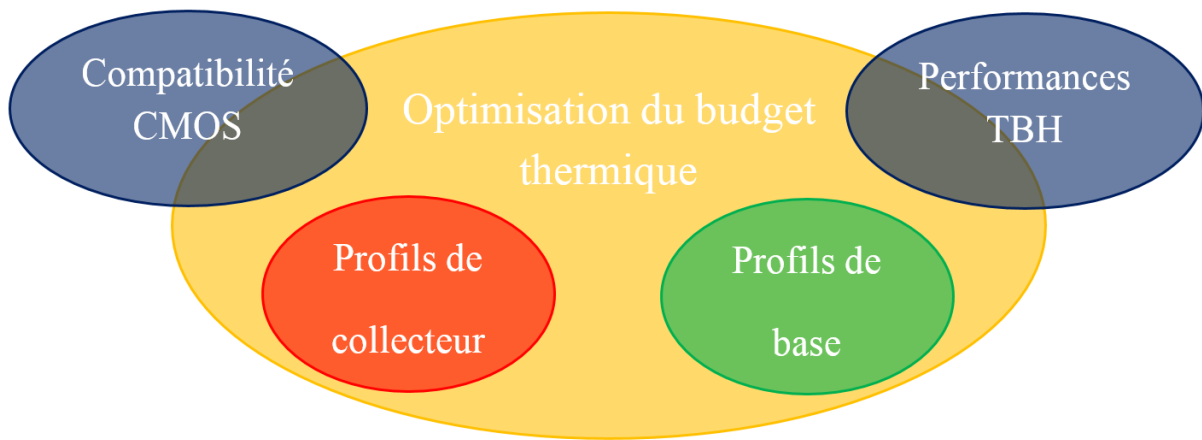 Compatibilité
CMOS
Optimisation du budget
thermique
Performances
TBH
Profils de
collecteur
Profils de
base